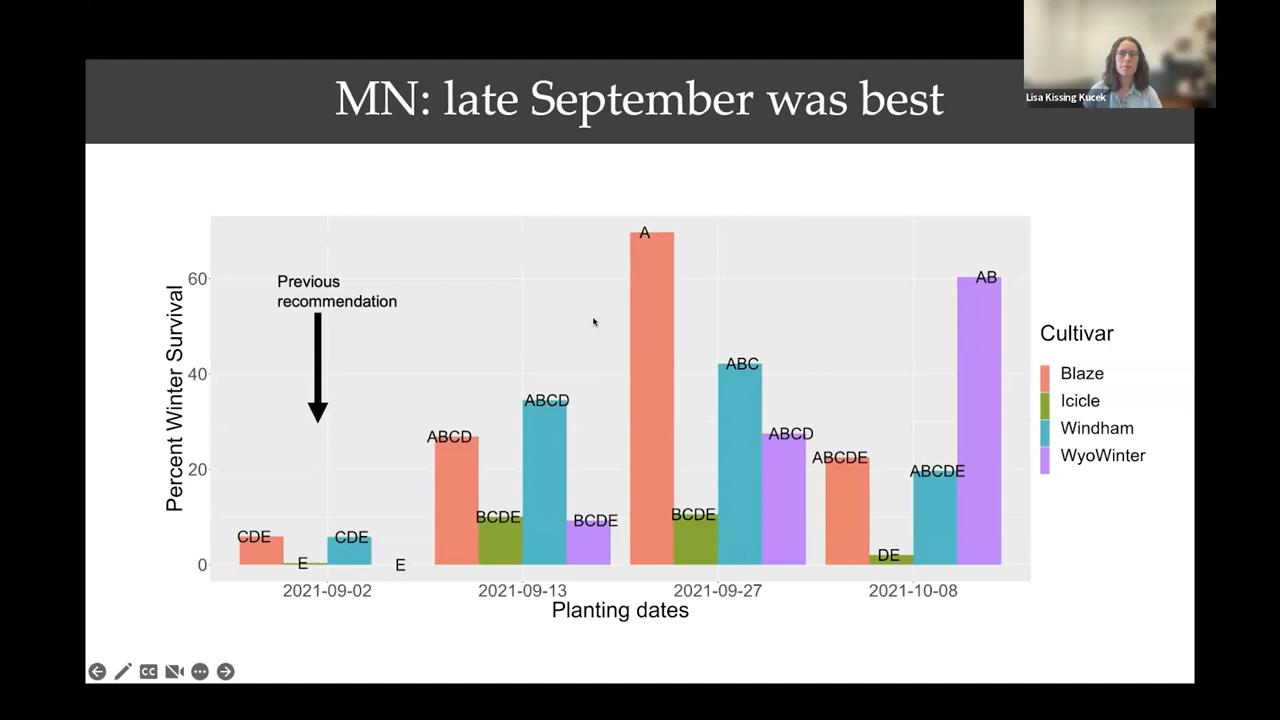 MN: late September was best
Lisa Kissing Kucek
Previous
recommendation
Percent Winter Survival
60
40
20
0
A
AB
ABC
ABCD
ABCD
ABCD
ABCDE
ABCDE
BCDE
BCDE
BCDE
CDE
CDE
E
E
DE
2021-09-02
2021-09-13
2021-09-27
2021-10-08
Planting dates
Cultivar
Blaze
Icicle
Windham
WyoWinter
CC